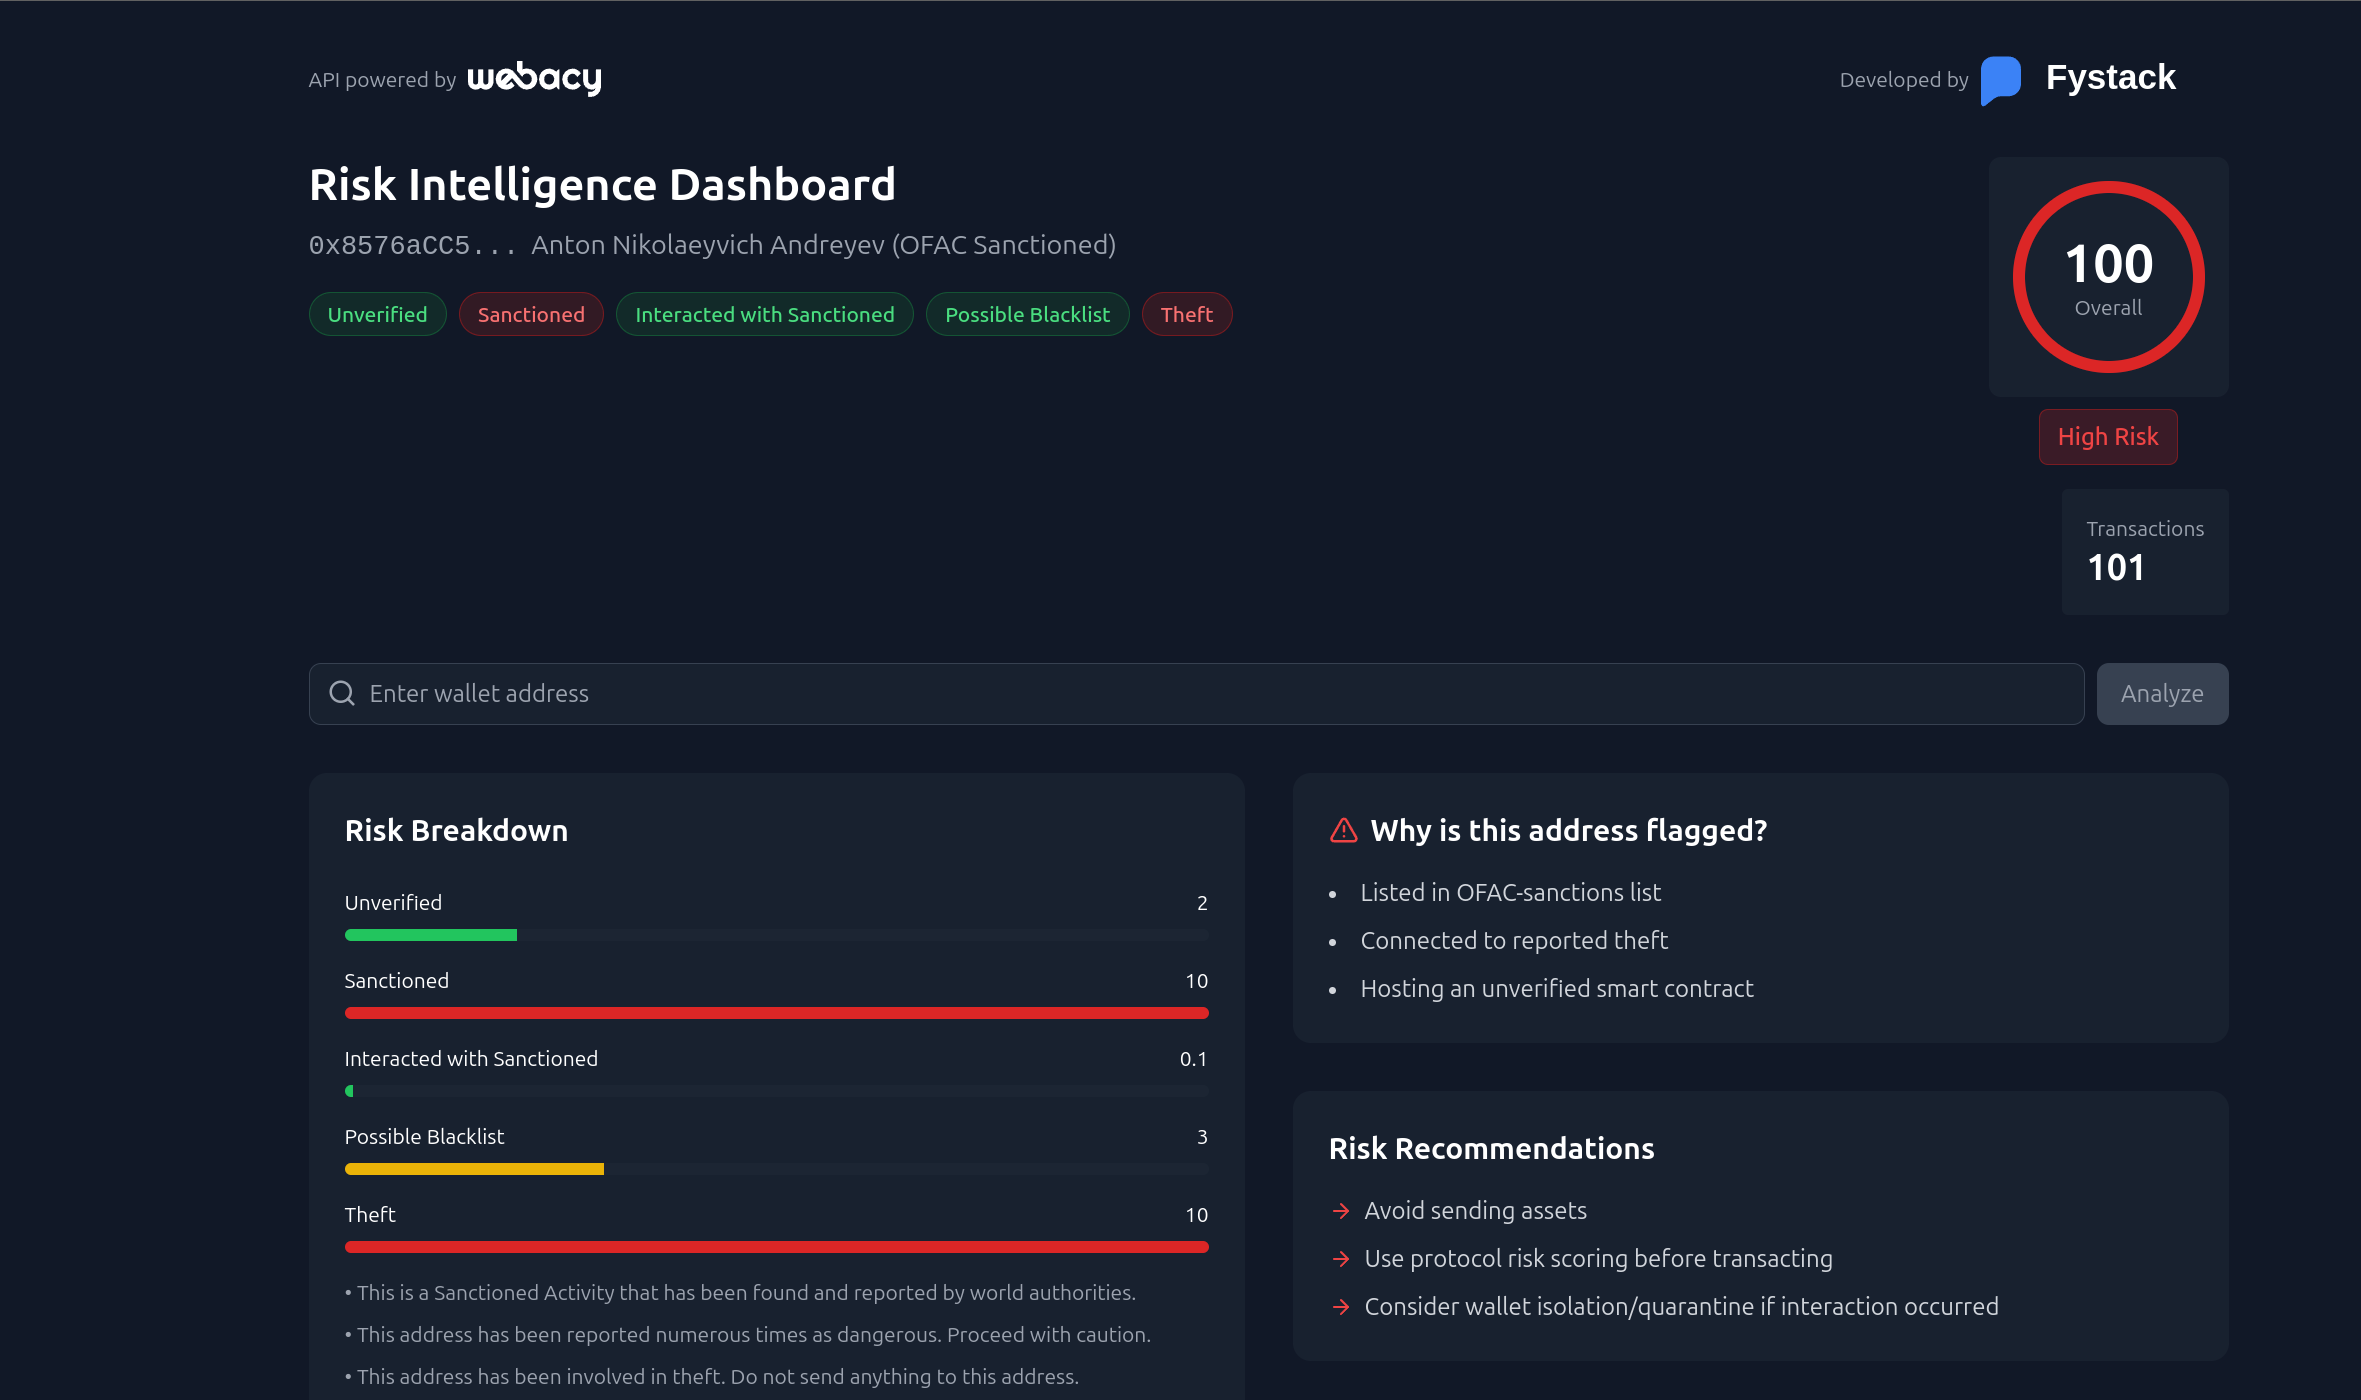 API powered by webacy
Developed by Fystack
Risk Intelligence Dashboard
0x8576aCC5... Anton Nikolaeyvich Andreyev (OFAC Sanctioned)
Unverified Sanctioned Interacted with Sanctioned Possible Blacklist Theft
100
Overall
High Risk
Transactions
101
Enter wallet address
Analyze
Risk Breakdown
Unverified 2
Sanctioned 10
Interacted with Sanctioned 0.1
Possible Blacklist 3
Theft 10
• This is a Sanctioned Activity that has been found and reported by world authorities.
• This address has been reported numerous times as dangerous. Proceed with caution.
• This address has been involved in theft. Do not send anything to this address.
Why is this address flagged?
• Listed in OFAC-sanctions list
• Connected to reported theft
• Hosting an unverified smart contract
Risk Recommendations
→ Avoid sending assets
→ Use protocol risk scoring before transacting
→ Consider wallet isolation/quarantine if interaction occurred